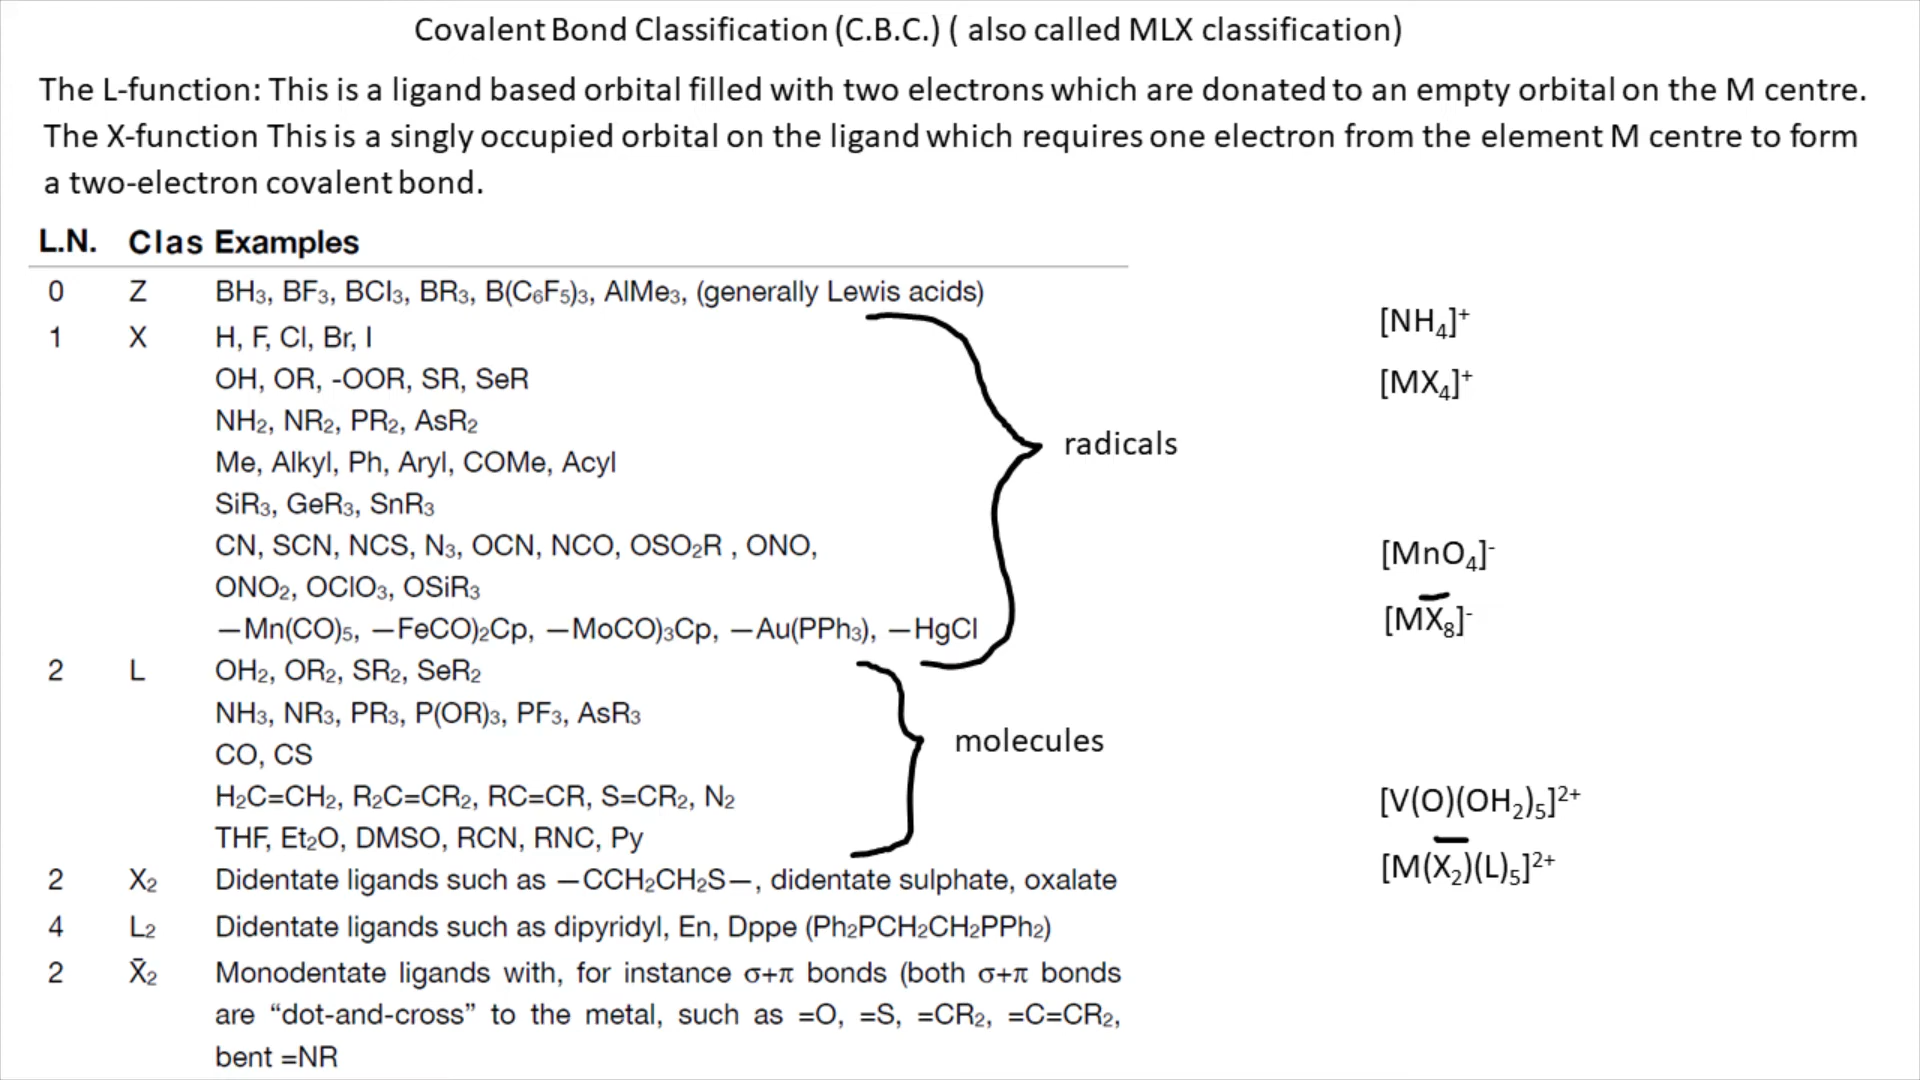 Covalent Bond Classification (C.B.C.) ( also called MLX classification)
The L-function: This is a ligand based orbital filled with two electrons which are donated to an empty orbital on the M centre.
The X-function This is a singly occupied orbital on the ligand which requires one electron from the element M centre to form
a two-electron covalent bond.
L.N. Clas Examples
0 Z BH₃, BF₃, BCl₃, BR₃, B(C₆F₅)₃, AlMe₃, (generally Lewis acids)
1 X H, F, Cl, Br, I
OH, OR, -OOR, SR, SeR
NH₂, NR₂, PR₂, AsR₂
Me, Alkyl, Ph, Aryl, COMe, Acyl
SiR₃, GeR₃, SnR₃
CN, SCN, NCS, N₃, OCN, NCO, OSO₂R , ONO,
ONO₂, OClO₃, OSiR₃
—Mn(CO)₅, —FeCO)₂Cp, —MoCO)₃Cp, —Au(PPh₃), —HgCl
radicals
2 L OH₂, OR₂, SR₂, SeR₂
NH₃, NR₃, PR₃, P(OR)₃, PF₃, AsR₃
CO, CS
H₂C=CH₂, R₂C=CR₂, RC=CR, S=CR₂, N₂
THF, Et₂O, DMSO, RCN, RNC, Py
molecules
2 X₂ Didentate ligands such as —CCH₂CH₂S—, didentate sulphate, oxalate
4 L₂ Didentate ligands such as dipyridyl, En, Dppe (Ph₂PCH₂CH₂PPh₂)
2 X̄₂ Monodentate ligands with, for instance σ+π bonds (both σ+π bonds
are “dot-and-cross” to the metal, such as =O, =S, =CR₂, =C=CR₂,
bent =NR
[NH₄]⁺
[MX₄]⁺
[MnO₄]⁻
[MX̄₈]⁻
[V(O)(OH₂)₅]²⁺
[M(X̄₂)(L)₅]²⁺